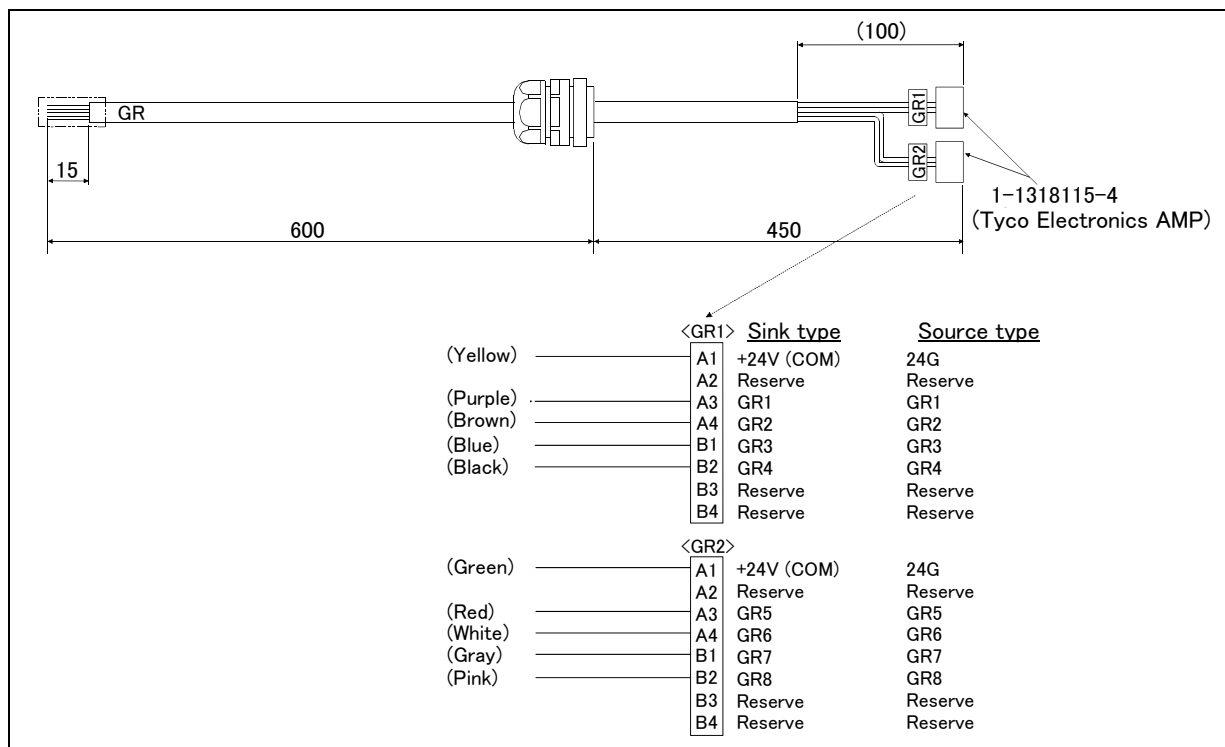 (100)
GR
GR1
GR2
15
1-1318115-4
(Tyco Electronics AMP)
600
450
<GR1> Sink type Source type
(Yellow) A1 +24V (COM) 24G
A2 Reserve Reserve
(Purple) A3 GR1 GR1
(Brown) A4 GR2 GR2
(Blue) B1 GR3 GR3
(Black) B2 GR4 GR4
B3 Reserve Reserve
B4 Reserve Reserve
<GR2>
(Green) A1 +24V (COM) 24G
A2 Reserve Reserve
(Red) A3 GR5 GR5
(White) A4 GR6 GR6
(Gray) B1 GR7 GR7
(Pink) B2 GR8 GR8
B3 Reserve Reserve
B4 Reserve Reserve